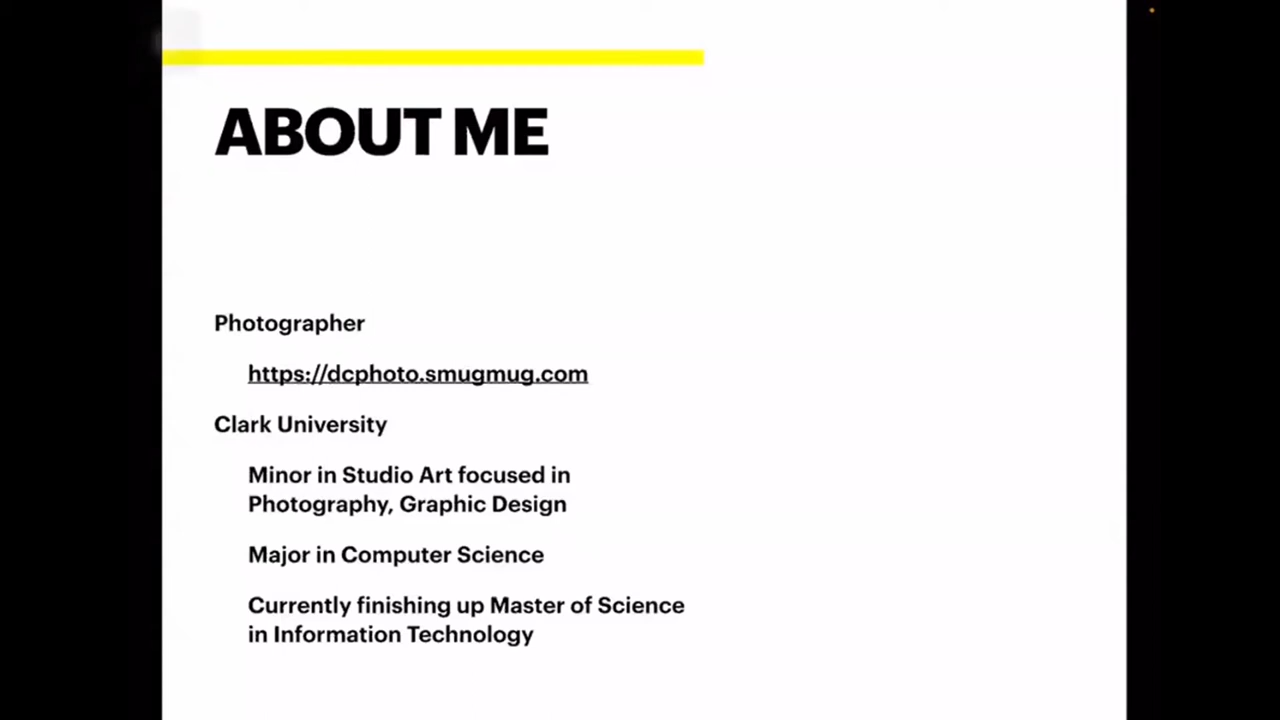 ABOUT ME
Photographer
https://dcphoto.smugmug.com
Clark University
Minor in Studio Art focused in
Photography, Graphic Design
Major in Computer Science
Currently finishing up Master of Science
in Information Technology